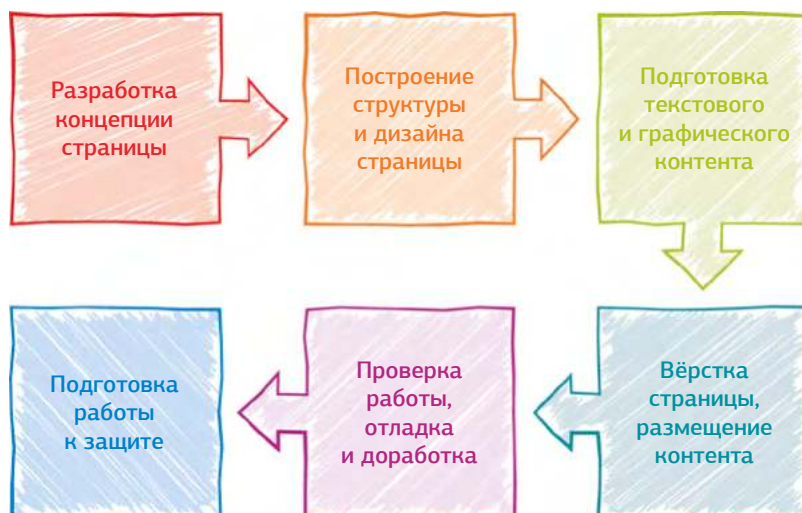 Разработка
концепции
страницы
Построение
структуры
и дизайна
страницы
Подготовка
текстового
и графического
контента
Вёрстка
страницы,
размещение
контента
Проверка
работы,
отладка
и доработка
Подготовка
работы
к защите